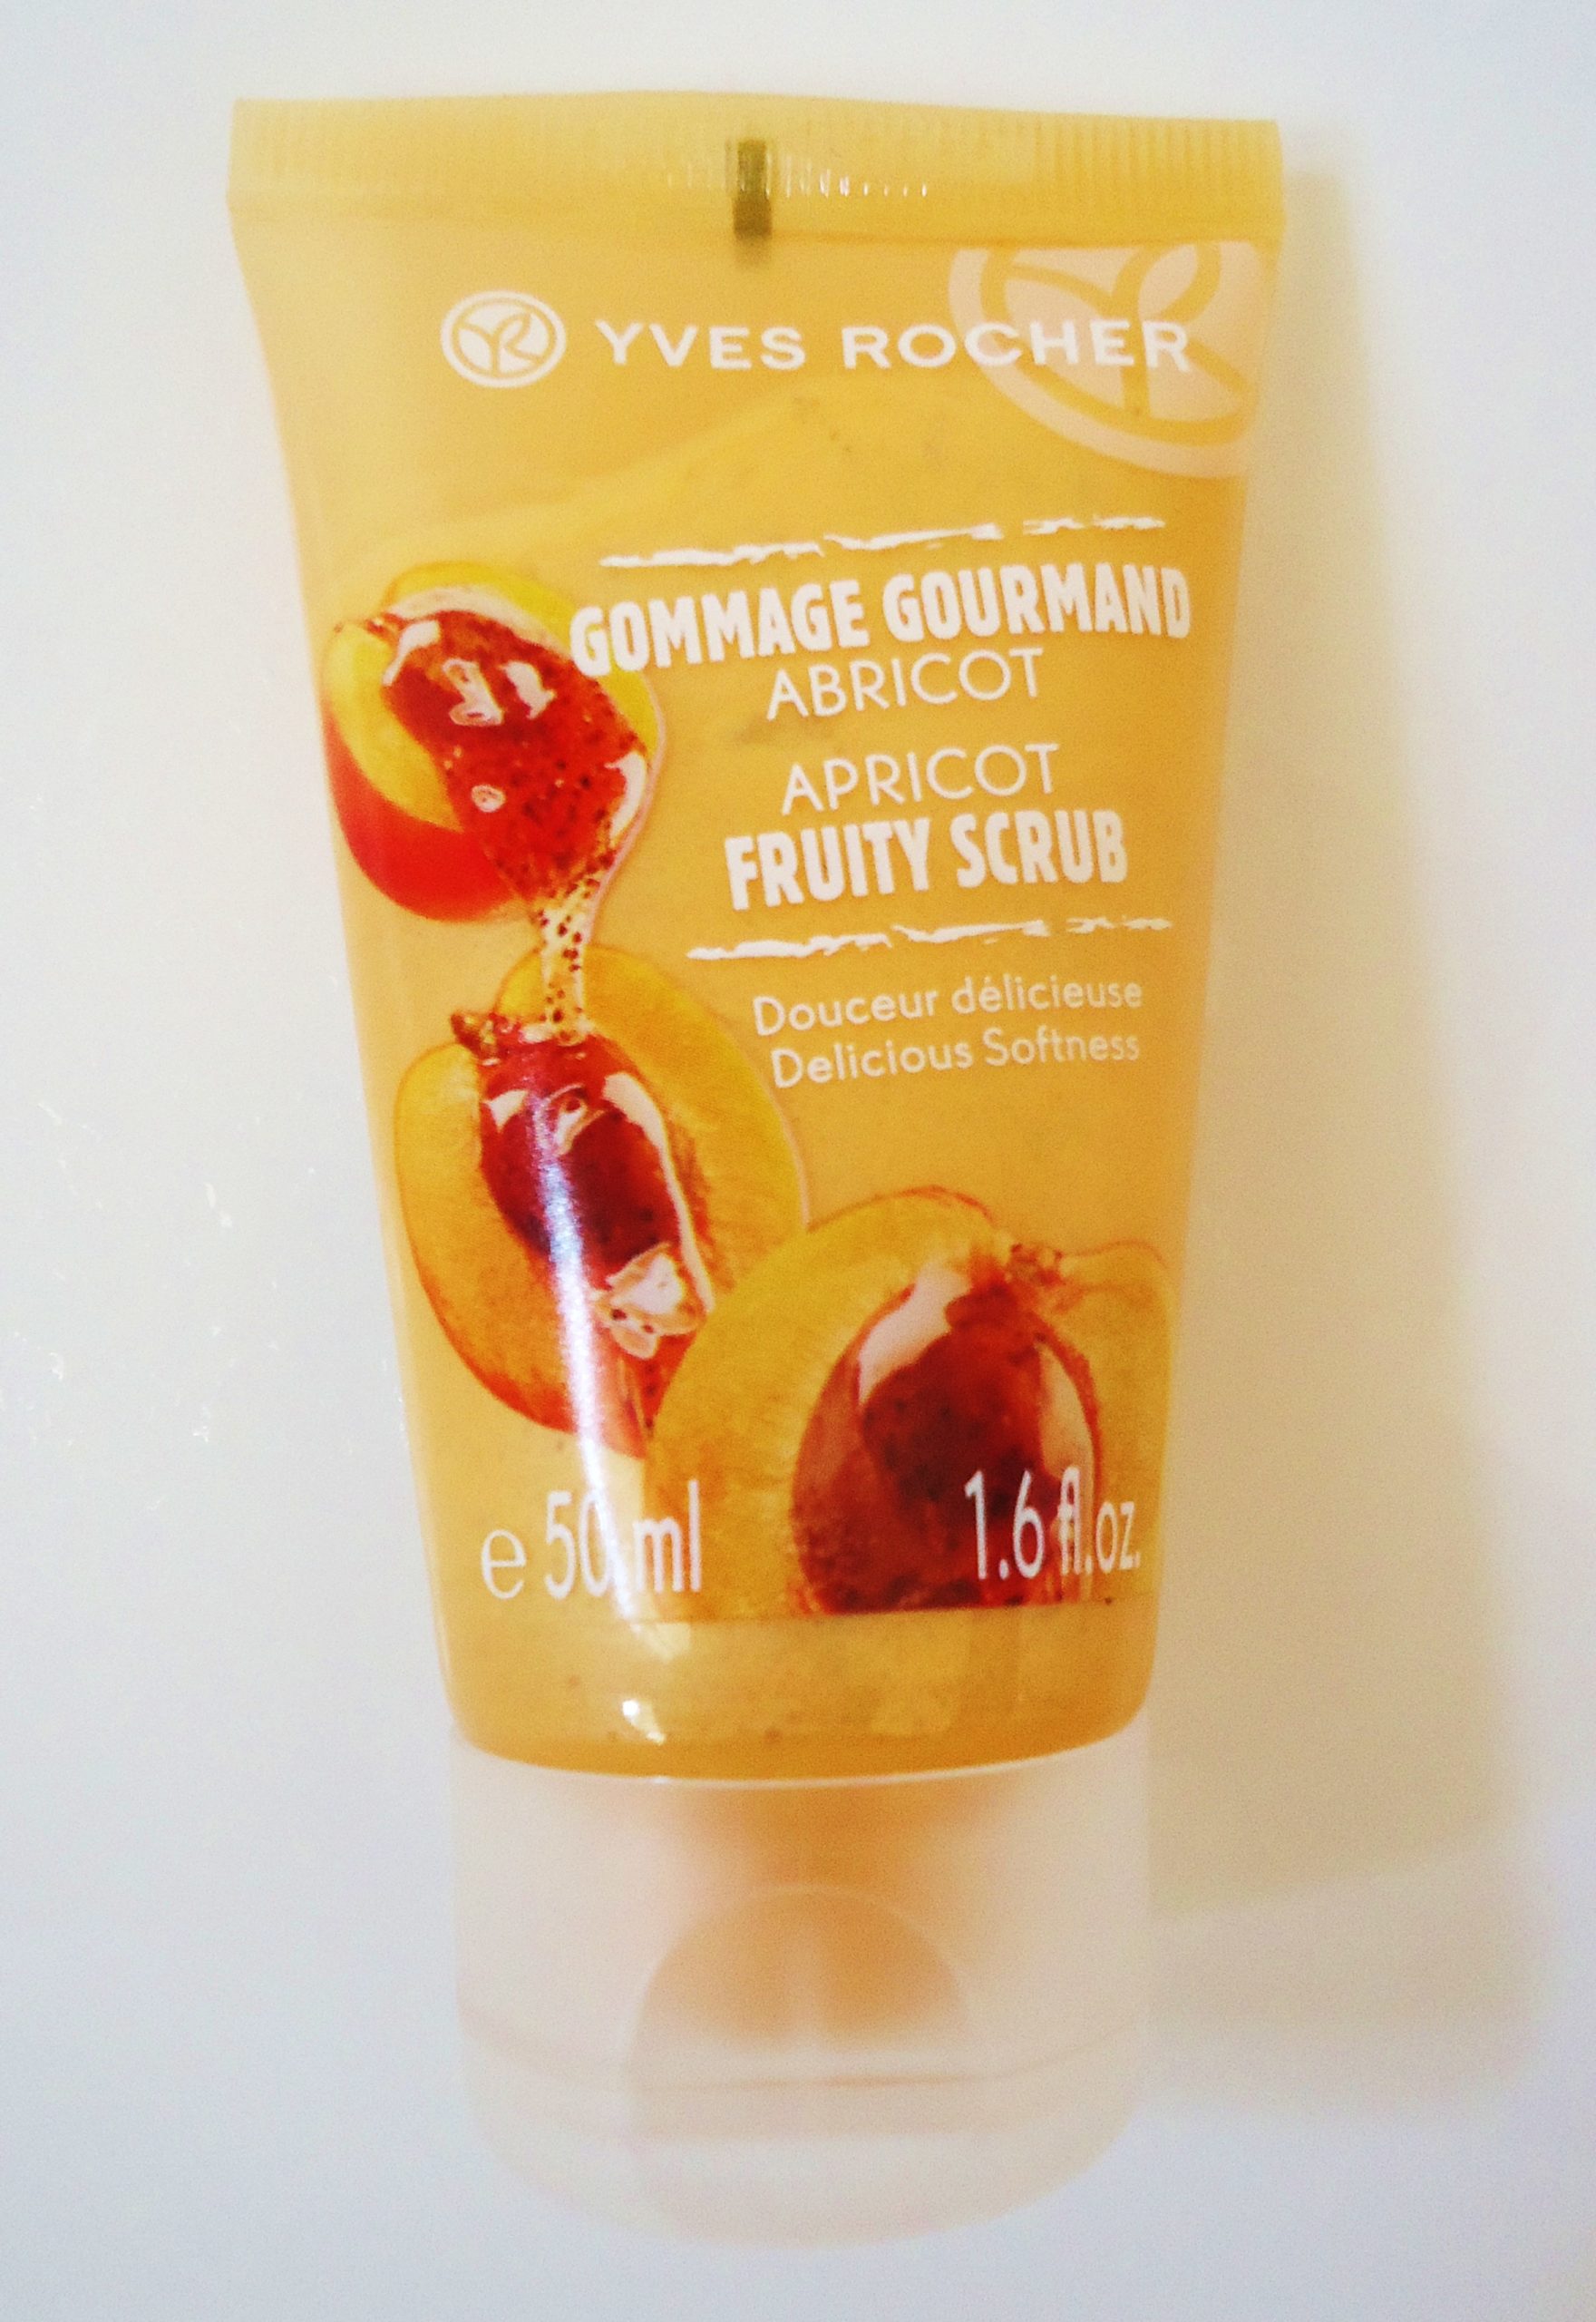 YVES ROCHER
GOMMAGE GOURMAND
ABRICOT
APRICOT
FRUITY SCRUB
Douceur délicieuse
Delicious Softness
e 50 ml 1.6 fl.oz.